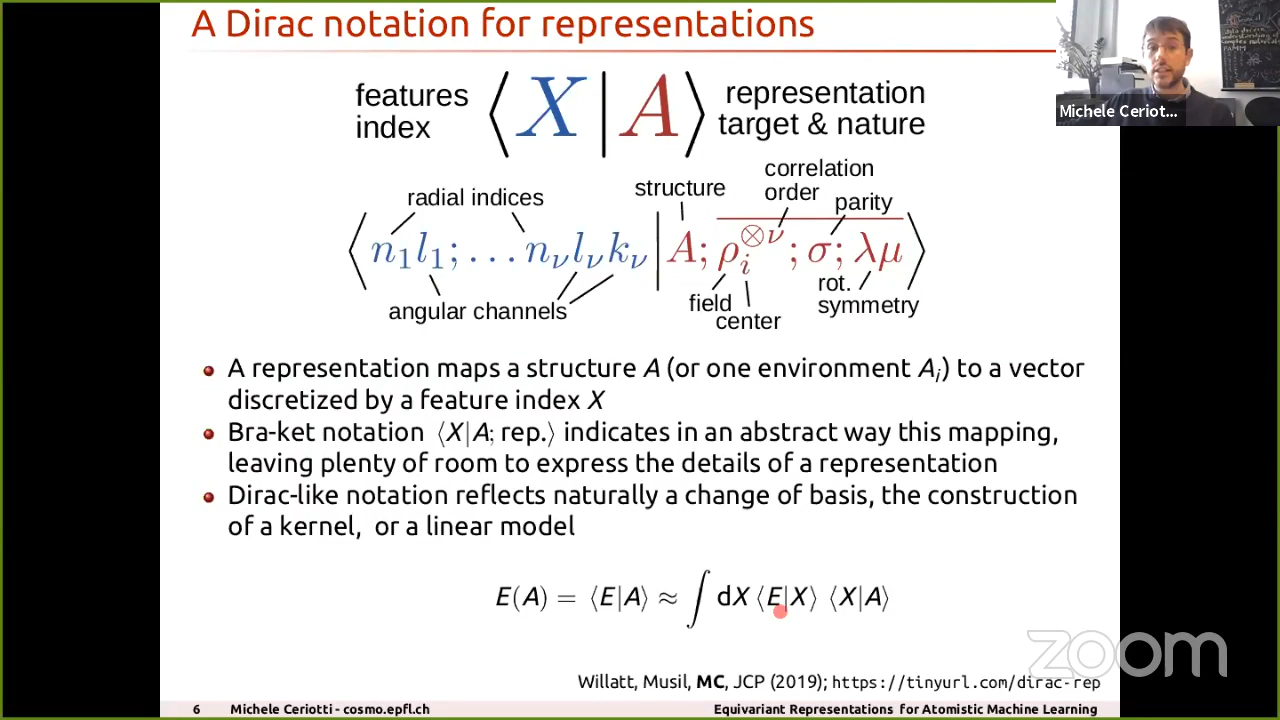 A Dirac notation for representations
features index
⟨X|A⟩
representation target & nature
radial indices
structure
correlation order
parity
⟨n₁l₁; … n_ν l_ν k_ν | A; ρ_i^{⊗ν}; σ; λμ⟩
angular channels
field
center
rot. symmetry
• A representation maps a structure A (or one environment Aᵢ) to a vector
discretized by a feature index X
• Bra-ket notation ⟨X|A; rep.⟩ indicates in an abstract way this mapping,
leaving plenty of room to express the details of a representation
• Dirac-like notation reflects naturally a change of basis, the construction
of a kernel, or a linear model
E(A) = ⟨E|A⟩ ≈ ∫ dX ⟨E|X⟩ ⟨X|A⟩
Willatt, Musil, MC, JCP (2019); https://tinyurl.com/dirac-rep
6 Michele Ceriotti - cosmo.epfl.ch Equivariant Representations for Atomistic Machine Learning
Michele Ceriot...
zoom